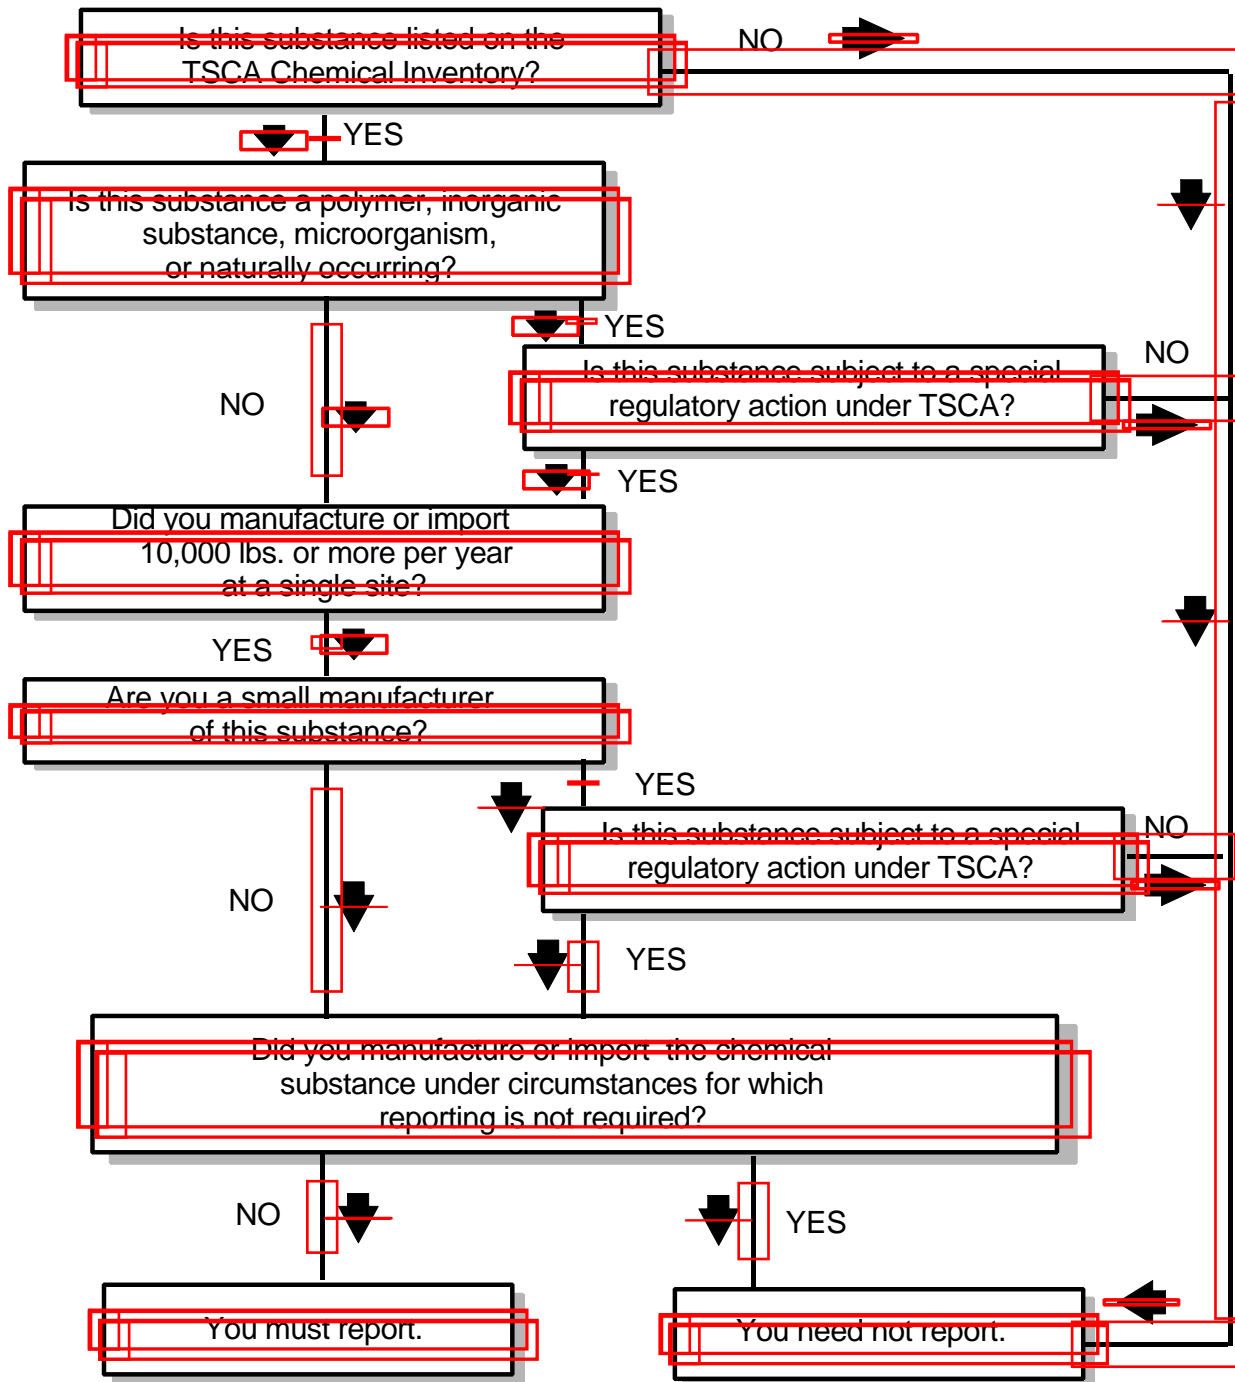 Is this substance listed on the
TSCA Chemical Inventory?
NO
YES
Is this substance a polymer, inorganic
substance, microorganism,
or naturally occurring?
YES
NO
Is this substance subject to a special
regulatory action under TSCA?
NO
YES
Did you manufacture or import
10,000 lbs. or more per year
at a single site?
YES
Are you a small manufacturer
of this substance?
YES
NO
Is this substance subject to a special
regulatory action under TSCA?
NO
YES
Did you manufacture or import the chemical
substance under circumstances for which
reporting is not required?
NO
YES
You must report.
You need not report.